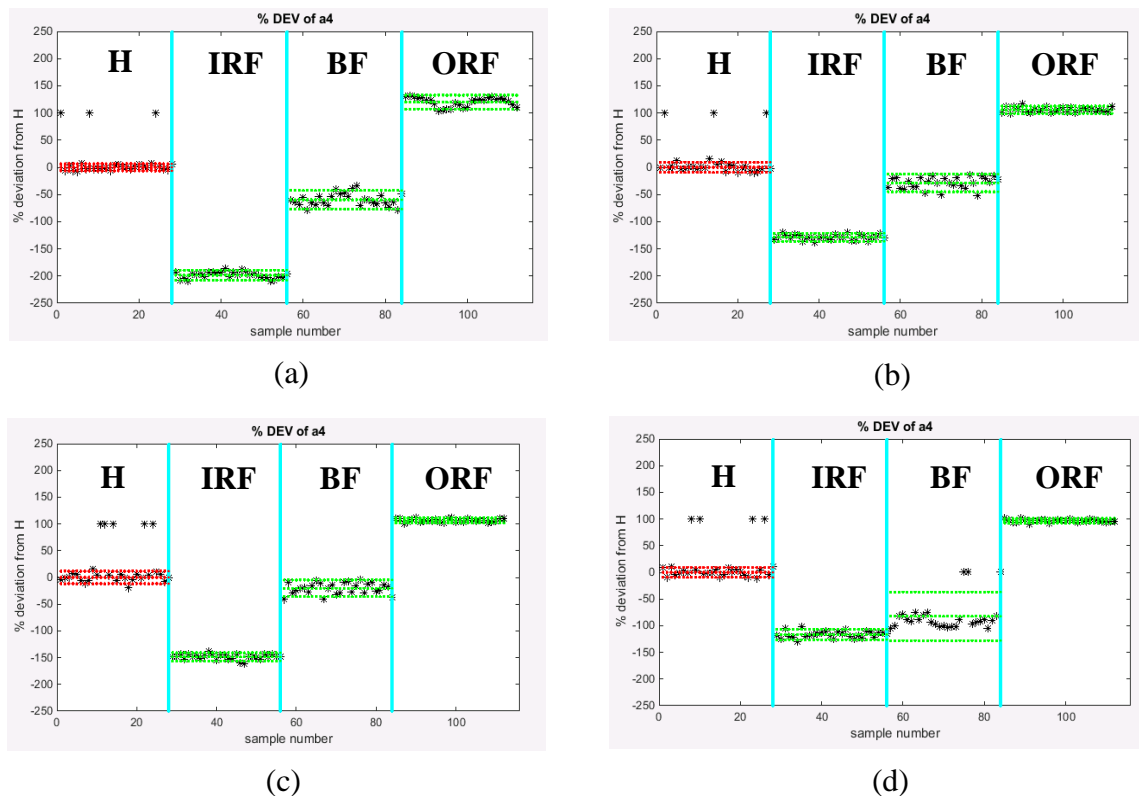 % DEV of a4
H IRF BF ORF
% deviation from H
250
200
150
100
50
0
-50
-100
-150
-200
-250
0 20 40 60 80 100
sample number
(a)
% DEV of a4
H IRF BF ORF
% deviation from H
250
200
150
100
50
0
-50
-100
-150
-200
-250
0 20 40 60 80 100
sample number
(b)
% DEV of a4
H IRF BF ORF
% deviation from H
250
200
150
100
50
0
-50
-100
-150
-200
-250
0 20 40 60 80 100
sample number
(c)
% DEV of a4
H IRF BF ORF
% deviation from H
250
200
150
100
50
0
-50
-100
-150
-200
-250
0 20 40 60 80 100
sample number
(d)